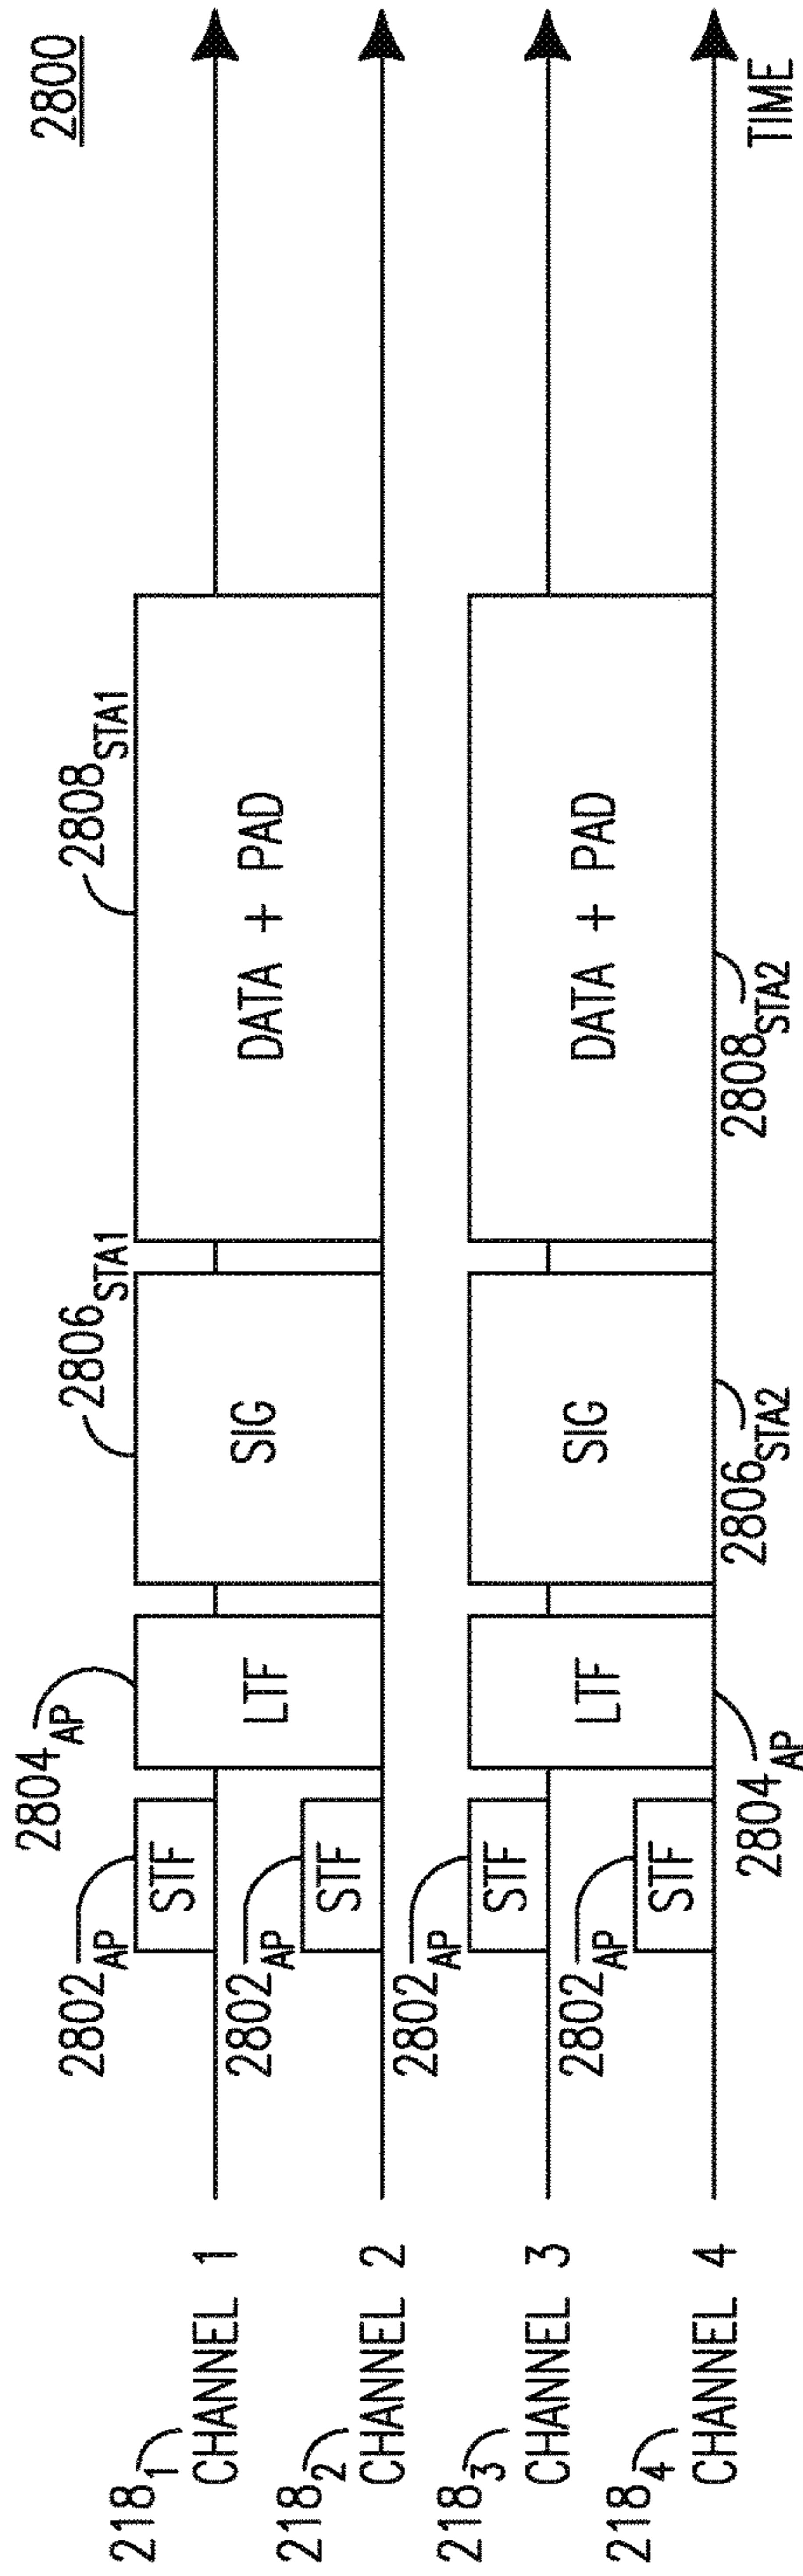 2800
2804AP
2802AP
2806STA1
2808STA1
2181
CHANNEL 1
STF
LTF
SIG
DATA + PAD
2802AP
2182
CHANNEL 2
STF
2802AP
2183
CHANNEL 3
STF
LTF
SIG
DATA + PAD
2802AP
2184
CHANNEL 4
STF
2804AP
2806STA2
2808STA2
TIME